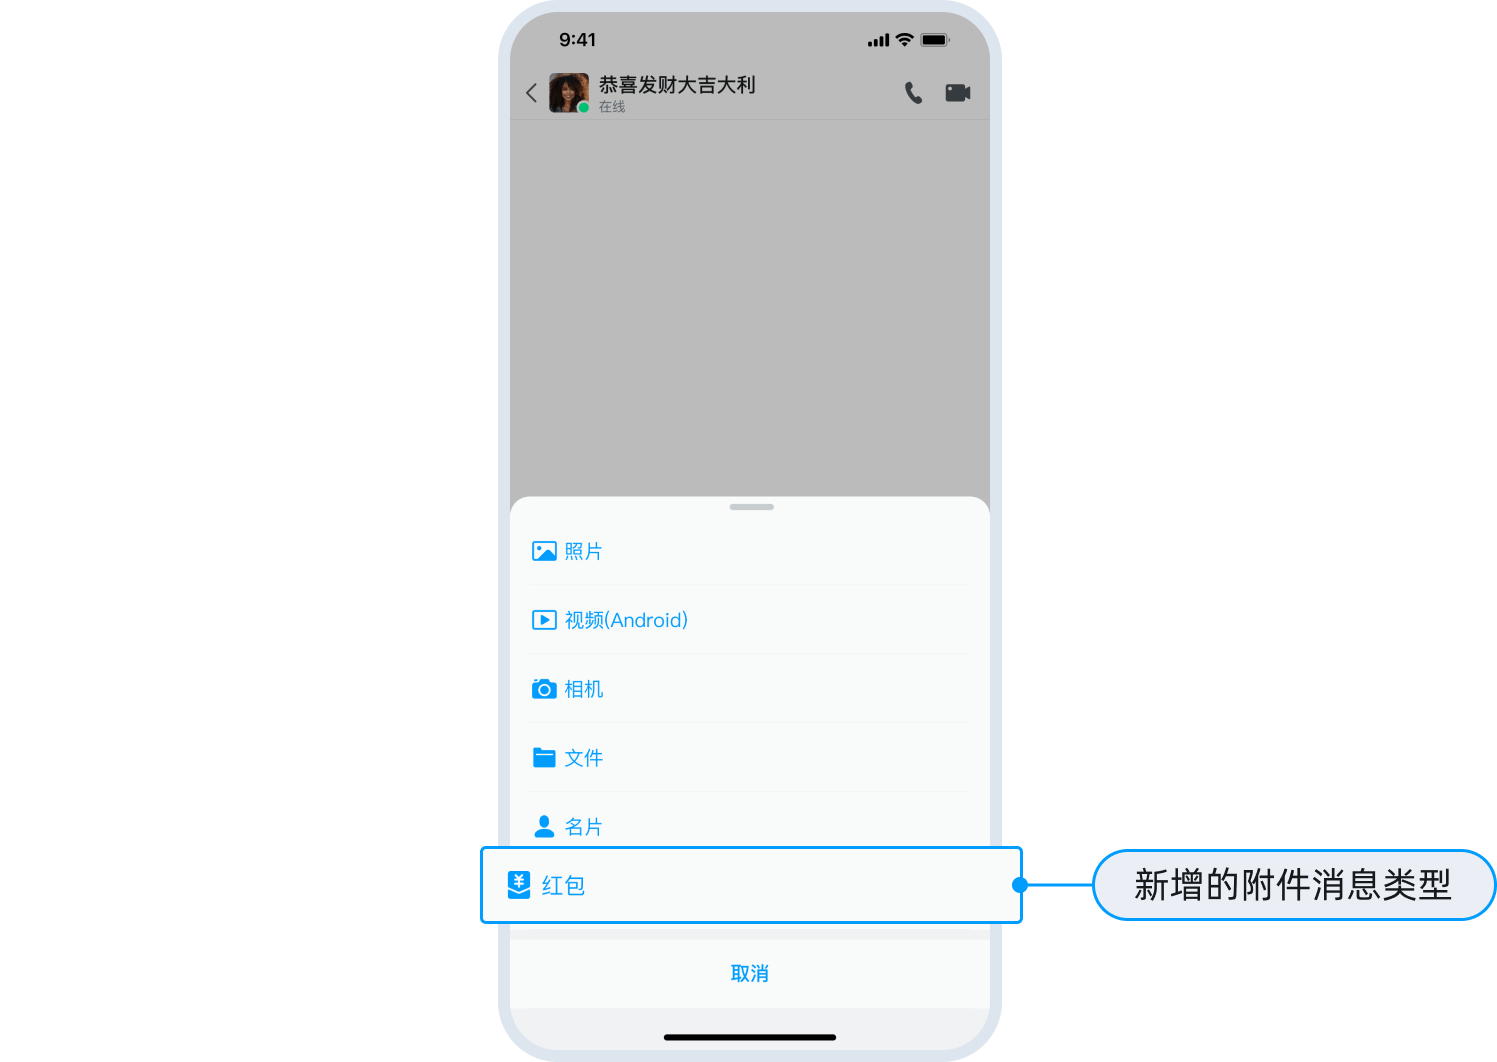 9:41
恭喜发财大吉大利
在线
照片
视频(Android)
相机
文件
名片
红包
新增的附件消息类型
取消